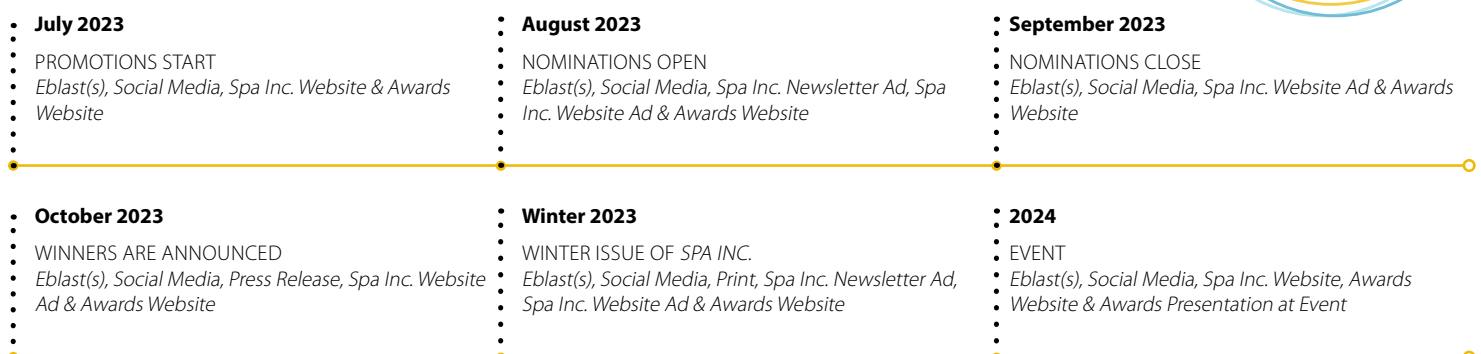 July 2023
PROMOTIONS START
Eblast(s), Social Media, Spa Inc. Website & Awards
Website
August 2023
NOMINATIONS OPEN
Eblast(s), Social Media, Spa Inc. Newsletter Ad, Spa
Inc. Website Ad & Awards Website
September 2023
NOMINATIONS CLOSE
Eblast(s), Social Media, Spa Inc. Website Ad & Awards
Website
October 2023
WINNERS ARE ANNOUNCED
Eblast(s), Social Media, Press Release, Spa Inc. Website
Ad & Awards Website
Winter 2023
WINTER ISSUE OF SPA INC.
Eblast(s), Social Media, Print, Spa Inc. Newsletter Ad,
Spa Inc. Website Ad & Awards Website
2024
EVENT
Eblast(s), Social Media, Spa Inc. Website, Awards
Website & Awards Presentation at Event